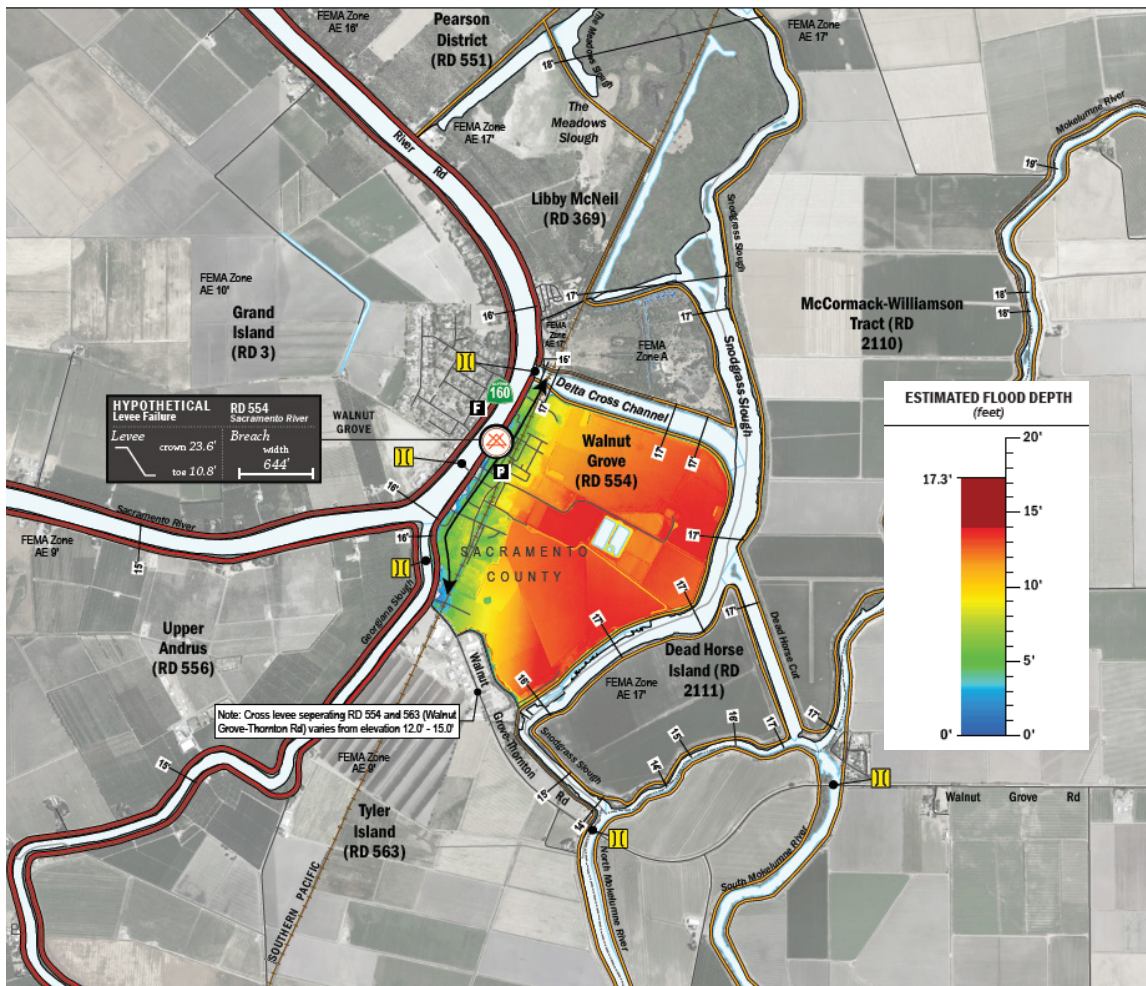 FEMA Zone
AE 16'
Pearson
District
(RD 551)
The Meadows Slough
18'
FEMA Zone
AE 17'
FEMA Zone
AE 17'
The
Meadows
Slough
River Rd
Mokelumne River
19'
Libby McNeil
(RD 369)
Snodgrass Slough
FEMA Zone
AE 10'
Grand
Island
(RD 3)
17'
16'
17'
18'
18'
McCormack-Williamson
Tract (RD
2110)
FEMA
Zone
AE 17'
FEMA
Zone A
16'
Snodgrass Slough
160
F
17'
Delta Cross Channel
17'
17'
HYPOTHETICAL
Levee Failure
RD 554
Sacramento River
Levee
crown 23.6'
toe 10.8'
Breach
width
644'
WALNUT
GROVE
P
Walnut
Grove
(RD 554)
ESTIMATED FLOOD DEPTH
(feet)
20'
17.3'
15'
10'
5'
0'
0'
16'
Sacramento River
FEMA Zone
AE 9'
15'
16'
SACRAMENTO
COUNTY
17'
17'
17'
17'
Georgiana Slough
Upper
Andrus
(RD 556)
Dead Horse Cut
Dead Horse
Island (RD
2111)
FEMA Zone
AE 17'
16'
Walnut
Grove-Thornton
Rd
Note: Cross levee seperating RD 554 and 563 (Walnut
Grove-Thornton Rd) varies from elevation 12.0' - 15.0'
Snodgrass Slough
17'
17'
16'
15'
14'
15'
14'
15'
FEMA Zone
AE 9'
Tyler
Island
(RD 563)
SOUTHERN PACIFIC
Walnut Grove Rd
North Mokelumne River
South Mokelumne River